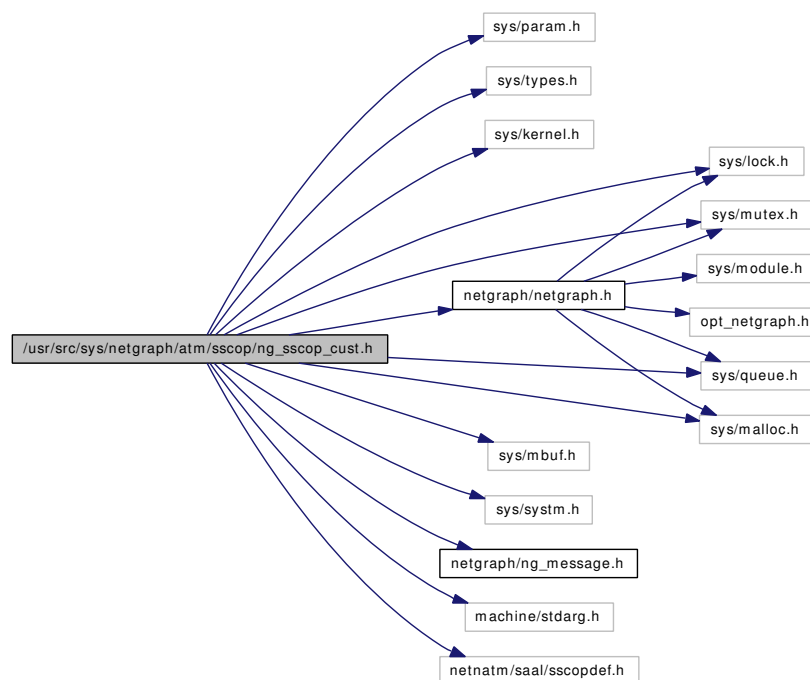 sys/param.h
sys/types.h
sys/kernel.h
sys/lock.h
sys/mutex.h
sys/module.h
netgraph/netgraph.h
opt_netgraph.h
/usr/src/sys/netgraph/atm/sscop/ng_sscop_cust.h
sys/queue.h
sys/malloc.h
sys/mbuf.h
sys/systm.h
netgraph/ng_message.h
machine/stdarg.h
netnatm/saal/sscopdef.h